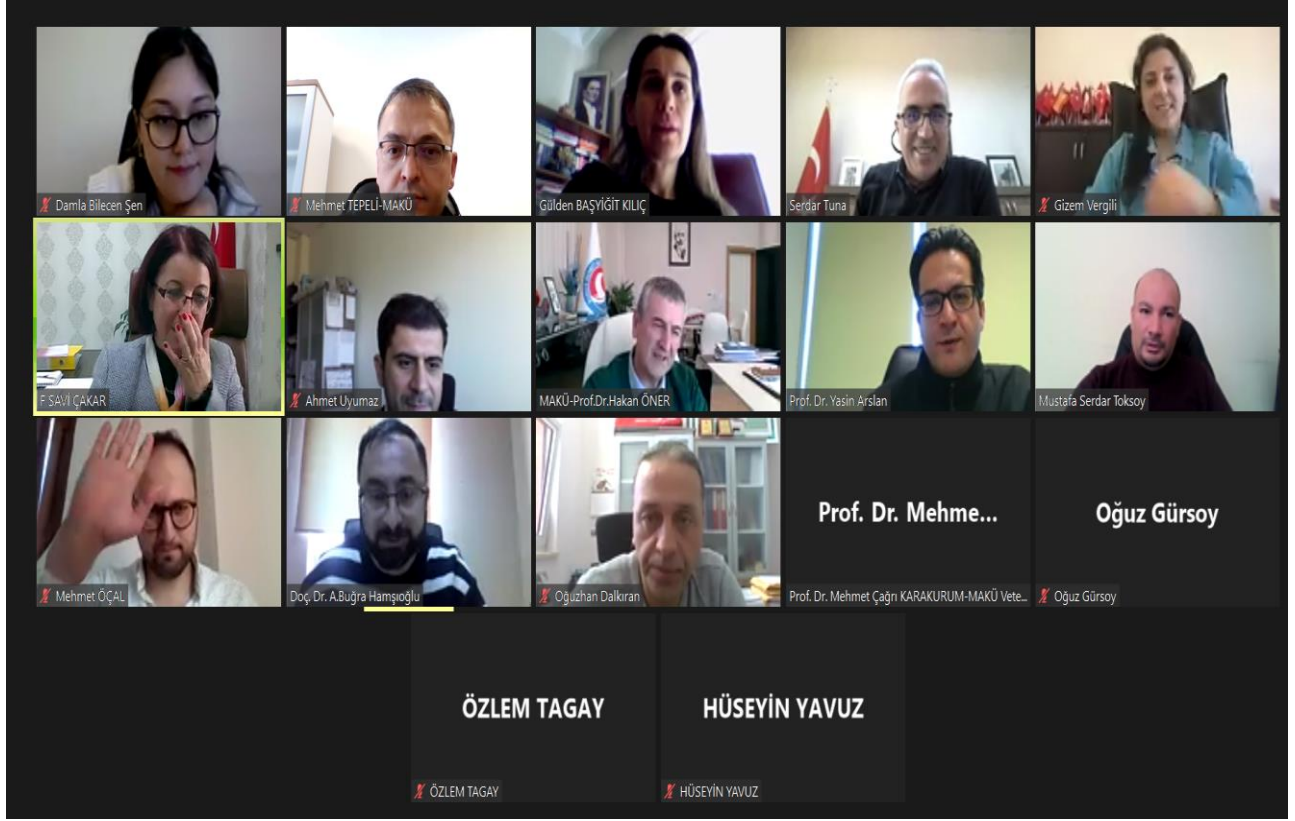 Damla Bilecen Şen
Mehmet TEPELİ-MAKÜ
Gülden BAŞYİĞİT KILIÇ
Serdar Tuna
Gizem Vergili
F SAVI ÇAKAR
Ahmet Uyumaz
MAKÜ-Prof.Dr.Hakan ÖNER
Prof. Dr. Yasin Arslan
Mustafa Serdar Toksoy
Mehmet ÖÇAL
Doç. Dr. A.Buğra Hamşıoğlu
Oğuzhan Dalkıran
Prof. Dr. Mehme...
Prof. Dr. Mehmet Çağrı KARAKURUM-MAKÜ Vete...
Oğuz Gürsoy
Oğuz Gürsoy
ÖZLEM TAGAY
ÖZLEM TAGAY
HÜSEYİN YAVUZ
HÜSEYİN YAVUZ